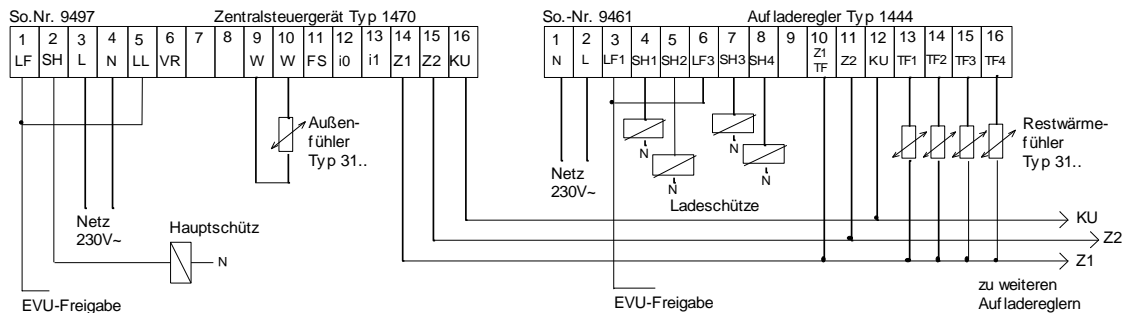 So.Nr. 9497 Zentralsteuergerät Typ 1470
1 2 3 4 5 6 7 8 9 10 11 12 13 14 15 16
LF SH L N LL VR W W FS i0 i1 Z1 Z2 KU
So.-Nr. 9461 Aufladeregler Typ 1444
1 2 3 4 5 6 7 8 9 10 11 12 13 14 15 16
N L LF1 SH1 SH2 LF3 SH3 SH4 Z1 TF Z2 KU TF1 TF2 TF3 TF4
Außen-
fühler
Typ 31..
Netz
230V~
Hauptschütz
N
EVU-Freigabe
Netz
230V~
N
N
N
N
Ladeschütze
EVU-Freigabe
Restwärme-
fühler
Typ 31..
KU
Z2
Z1
zu weiteren
Aufladereglern